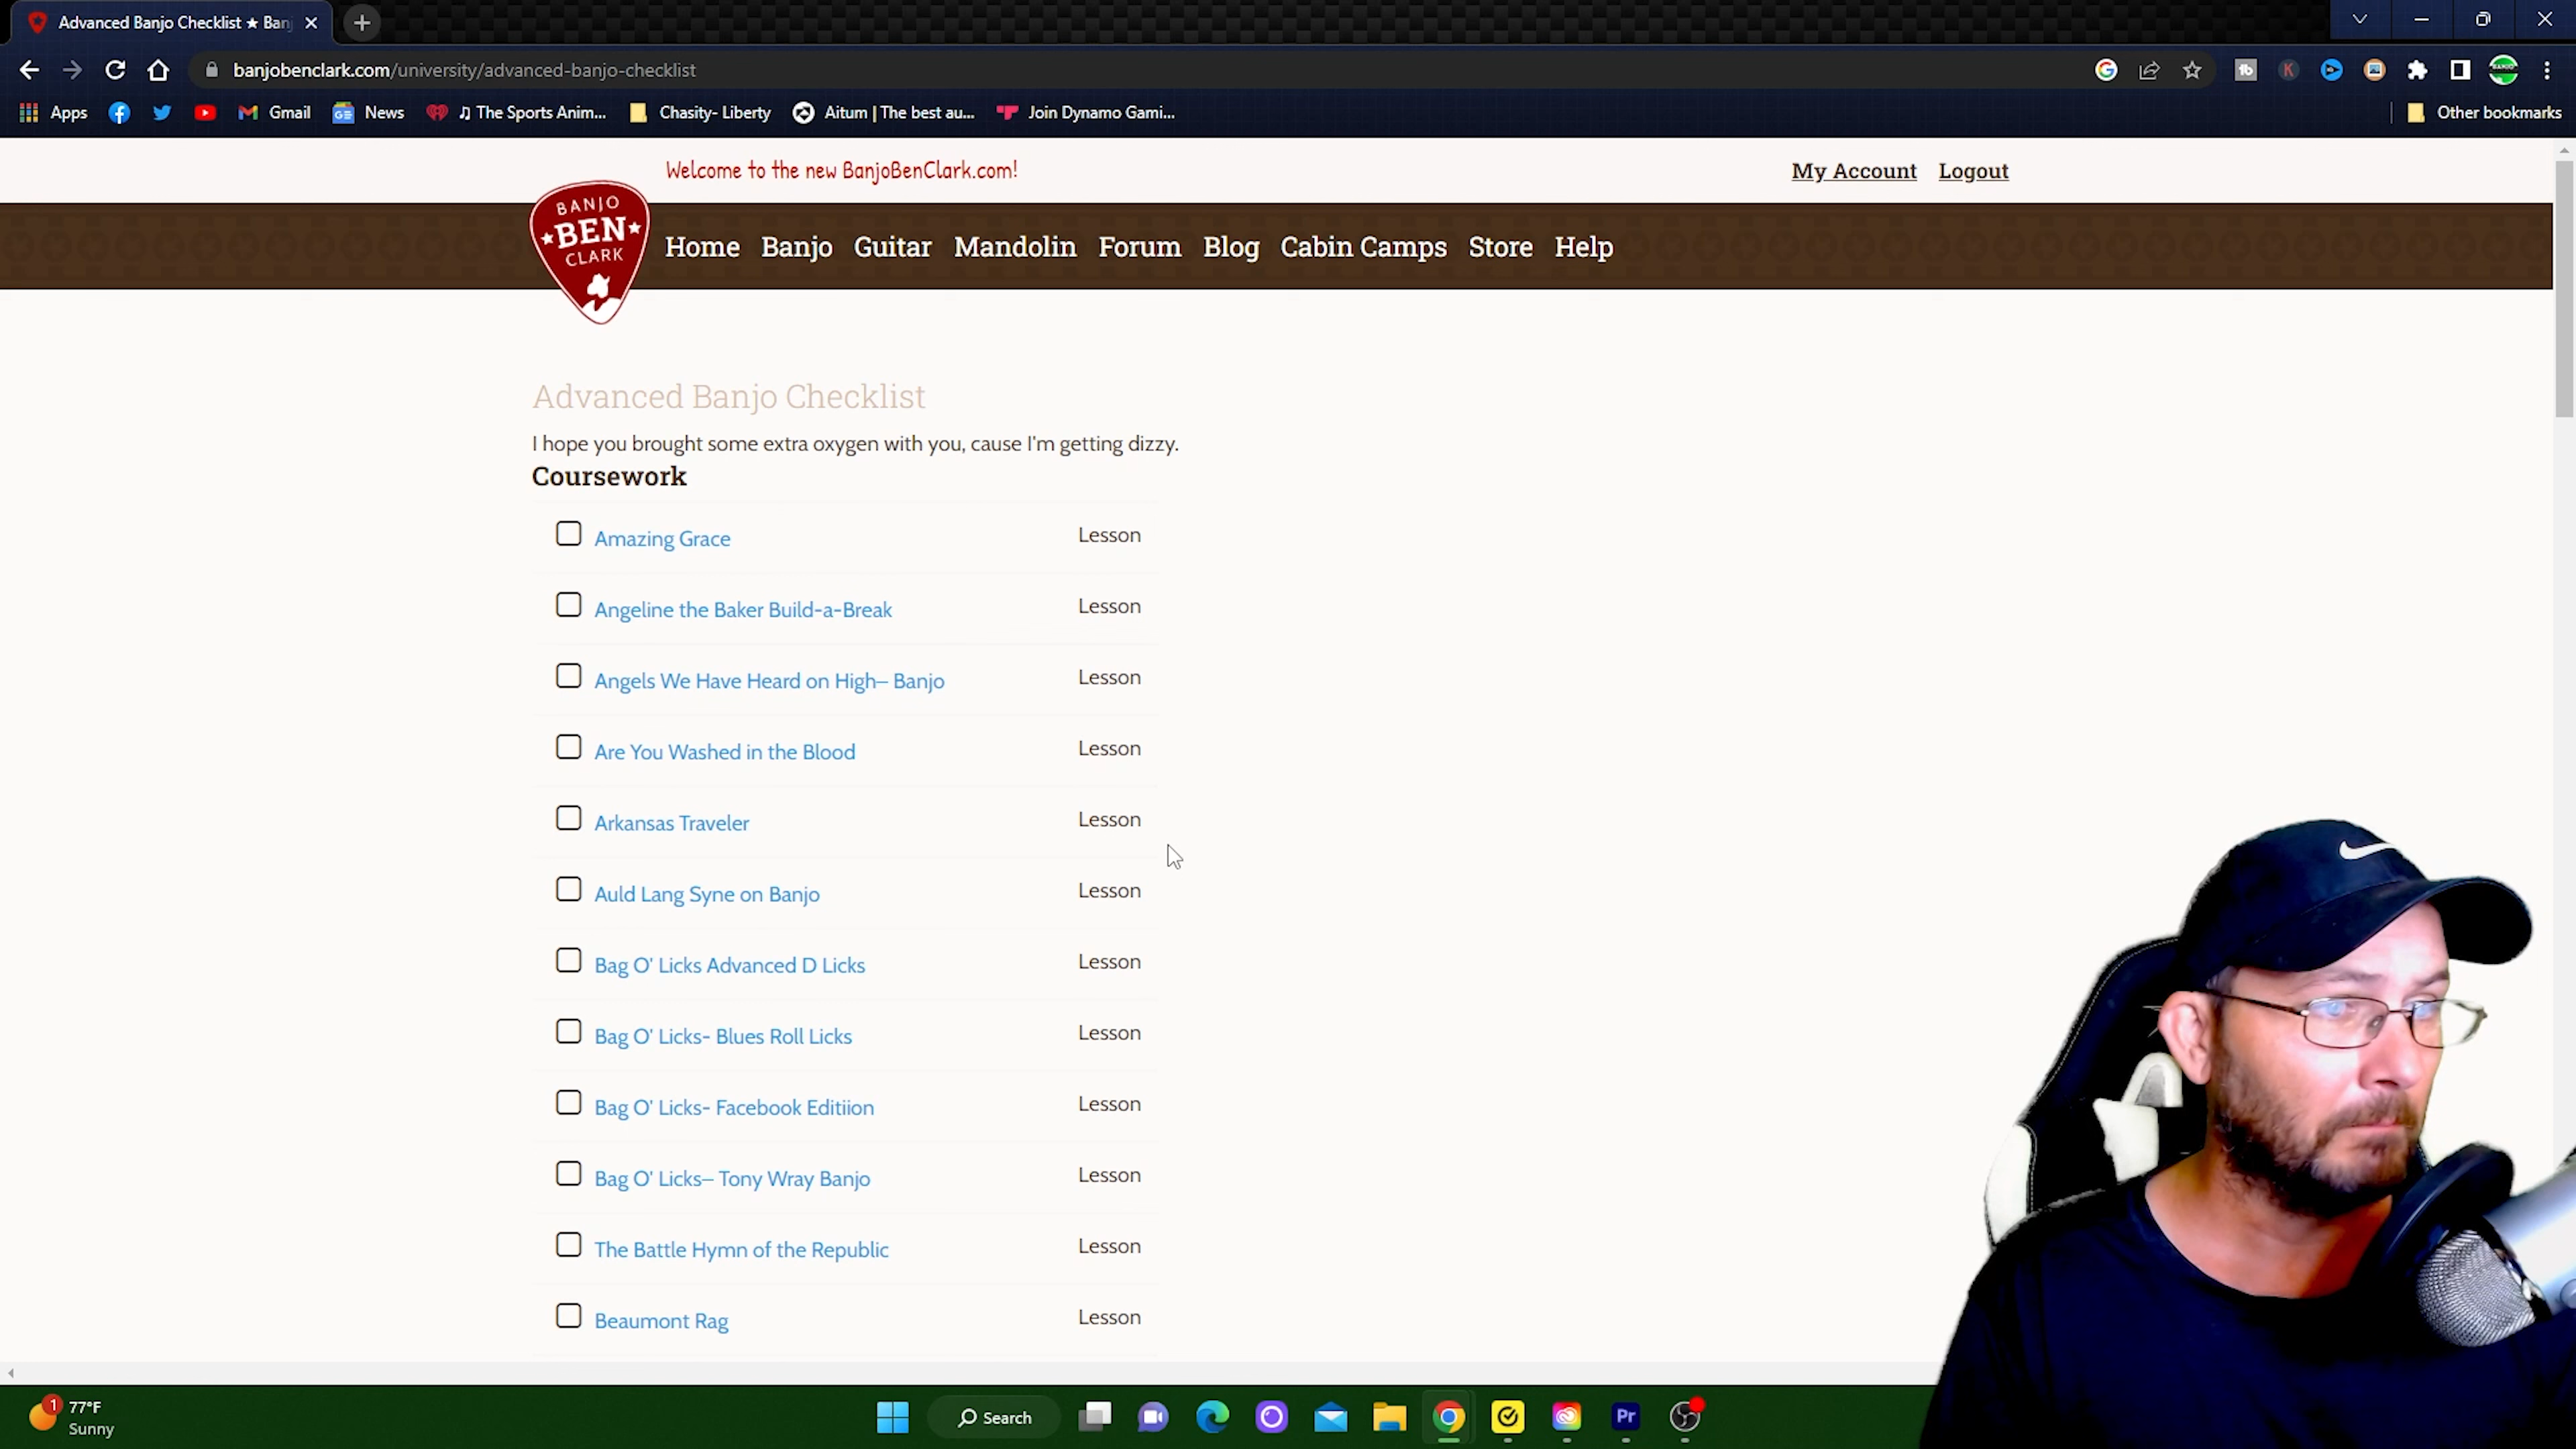 Advanced Banjo Checklist ★ Ban
banjobenclark.com/university/advanced-banjo-checklist
Apps
Gmail
News
♫ The Sports Anim...
Chasity- Liberty
Aitum | The best au...
Join Dynamo Gami...
Other bookmarks
Welcome to the new BanjoBenClark.com!
My Account
Logout
BANJO
BEN
CLARK
Home
Banjo
Guitar
Mandolin
Forum
Blog
Cabin Camps
Store
Help
Advanced Banjo Checklist
I hope you brought some extra oxygen with you, cause I'm getting dizzy.
Coursework
Amazing Grace Lesson
Angeline the Baker Build-a-Break Lesson
Angels We Have Heard on High– Banjo Lesson
Are You Washed in the Blood Lesson
Arkansas Traveler Lesson
Auld Lang Syne on Banjo Lesson
Bag O' Licks Advanced D Licks Lesson
Bag O' Licks- Blues Roll Licks Lesson
Bag O' Licks- Facebook Editiion Lesson
Bag O' Licks– Tony Wray Banjo Lesson
The Battle Hymn of the Republic Lesson
Beaumont Rag Lesson
1
77°F
Sunny
Search
Pr